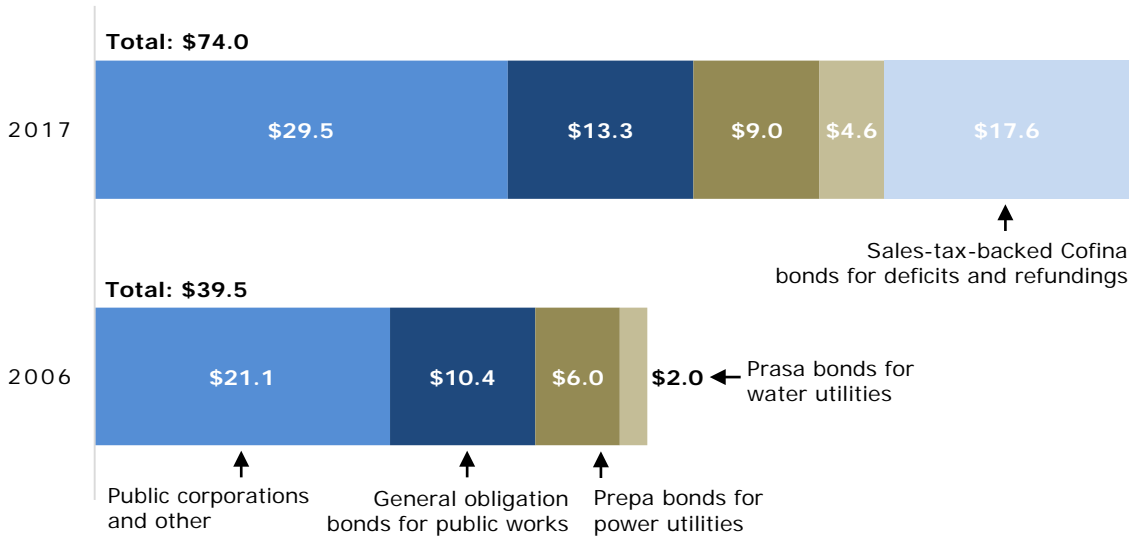 Total: $74.0
2017
$29.5
$13.3
$9.0
$4.6
$17.6
Sales-tax-backed Cofina
bonds for deficits and refundings
Total: $39.5
2006
$21.1
$10.4
$6.0
$2.0
Prasa bonds for
water utilities
Public corporations
and other
General obligation
bonds for public works
Prepa bonds for
power utilities